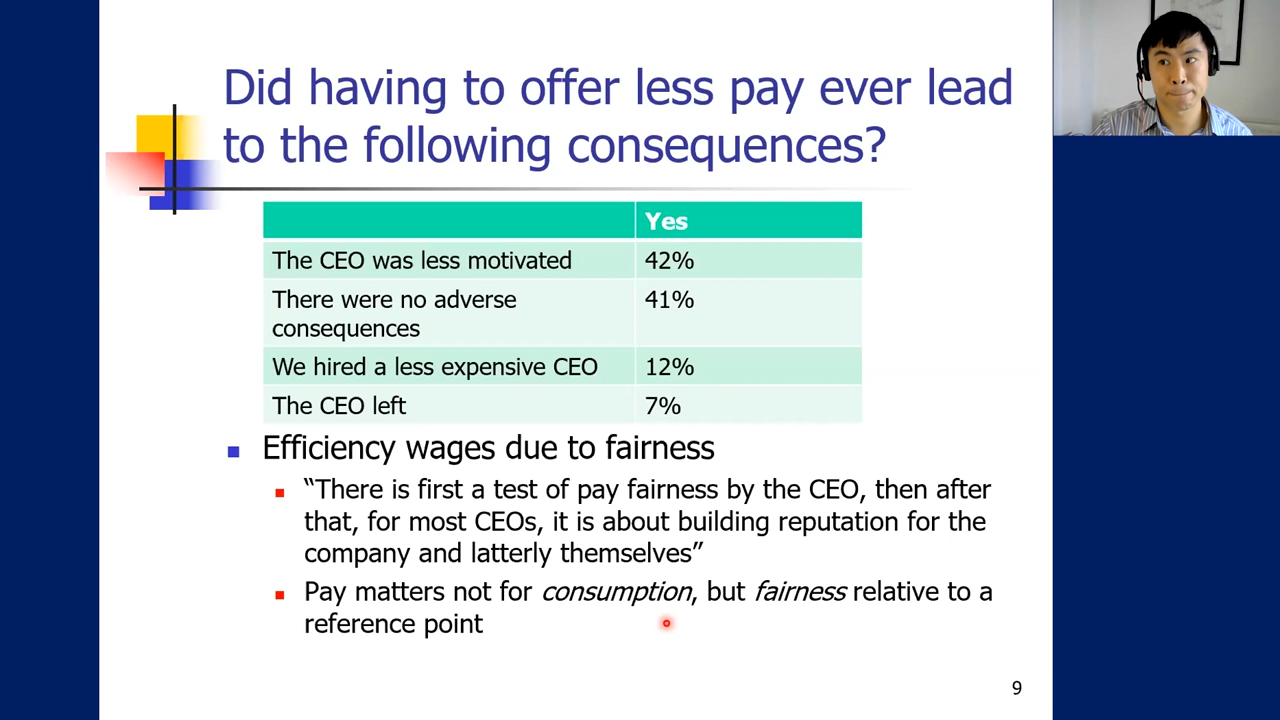 Did having to offer less pay ever lead
to the following consequences?
Yes
The CEO was less motivated 42%
There were no adverse 41%
consequences
We hired a less expensive CEO 12%
The CEO left 7%
Efficiency wages due to fairness
“There is first a test of pay fairness by the CEO, then after
that, for most CEOs, it is about building reputation for the
company and latterly themselves”
Pay matters not for consumption, but fairness relative to a
reference point
9